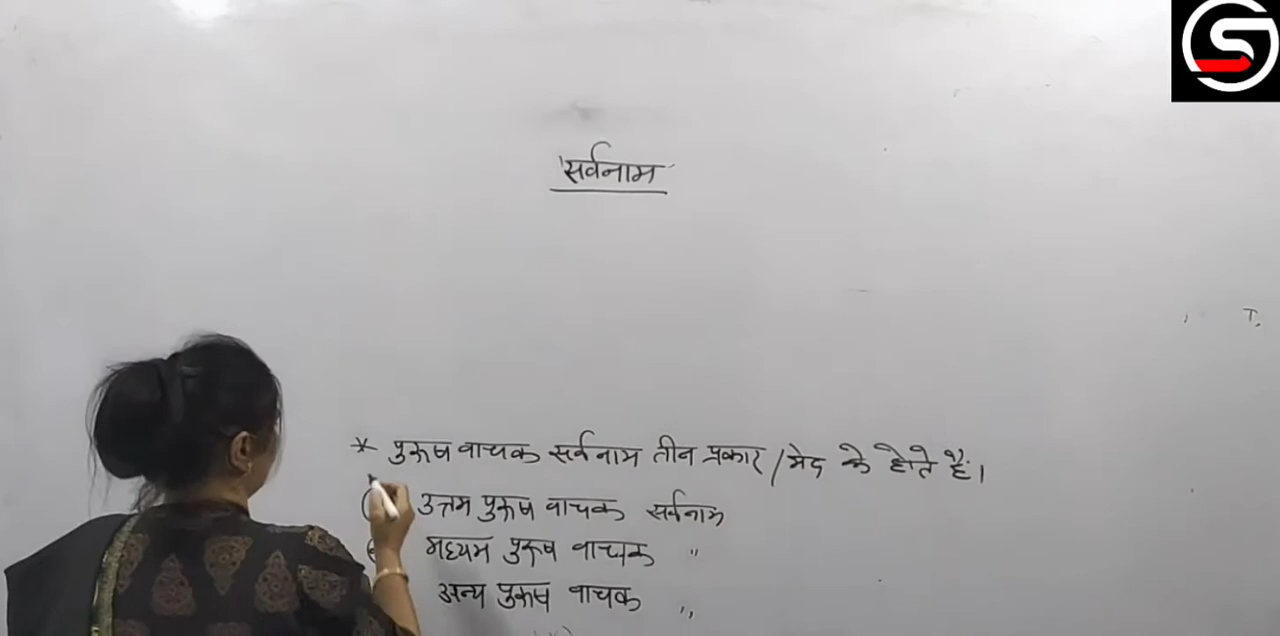 'सर्वनाम'
* पुरूष वाचक सर्वनाम तीन प्रकार / भेद के होते हैं।
उत्तम पुरूष वाचक सर्वनाम
मध्यम पुरूष वाचक "
अन्य पुरूष वाचक "